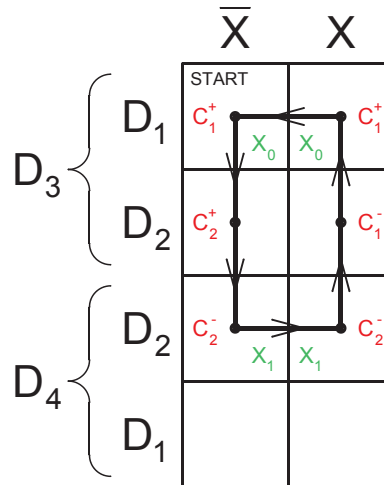 X̅ X
START
D₁ C₁⁺ C₁⁺
X₀ X₀
D₃
D₂ C₂⁺ C₁⁻
D₂ C₂⁻ C₂⁻
X₁ X₁
D₄
D₁